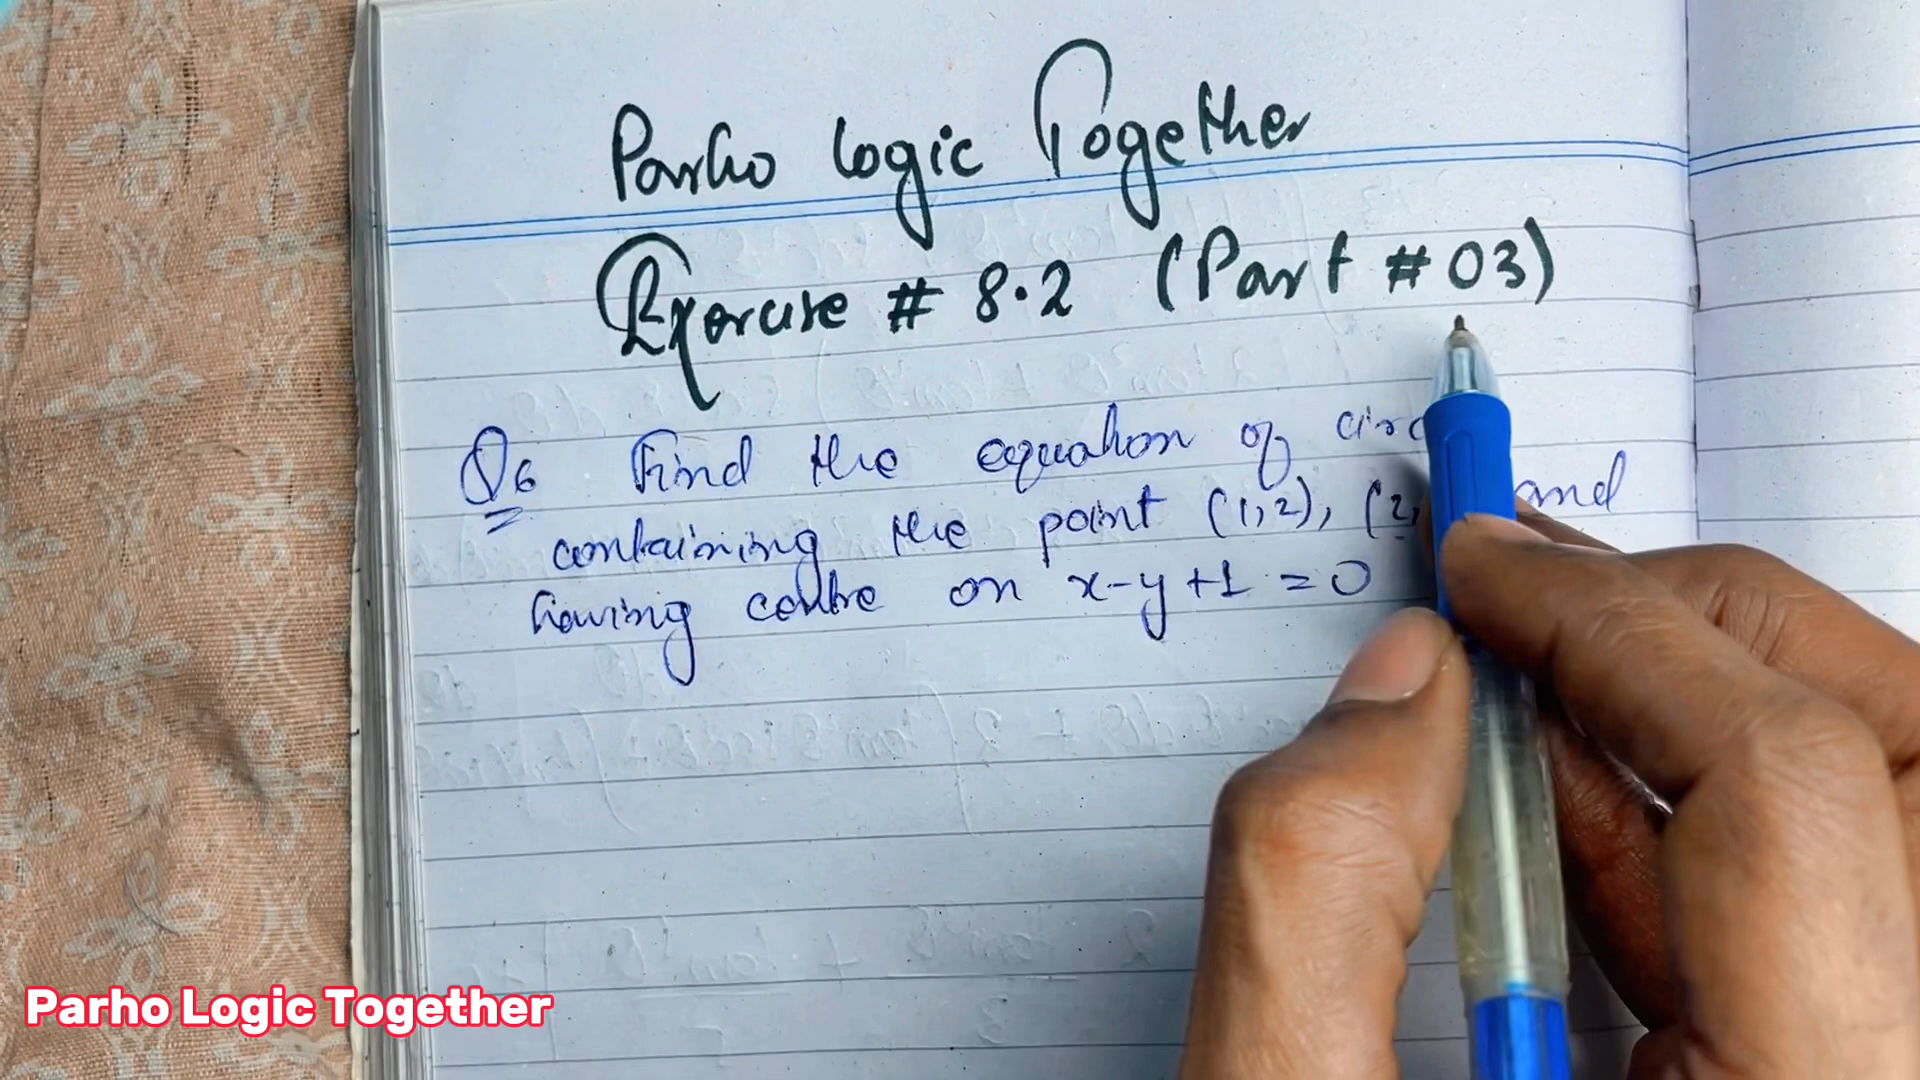 Parho Logic Together
Exercise # 8.2 (Part # 03)
Q6 Find the equation of
containing the point (1,2), (2, and
having centre on x-y+1=0
Parho Logic Together